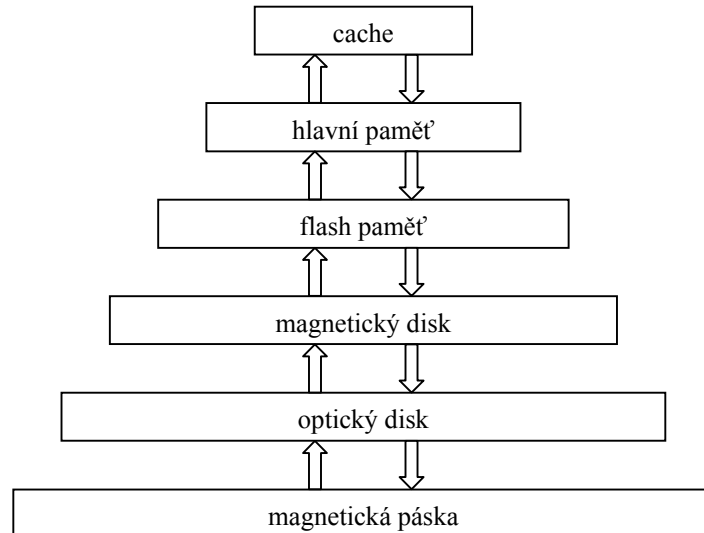 cache
hlavní paměť
flash paměť
magnetický disk
optický disk
magnetická páska